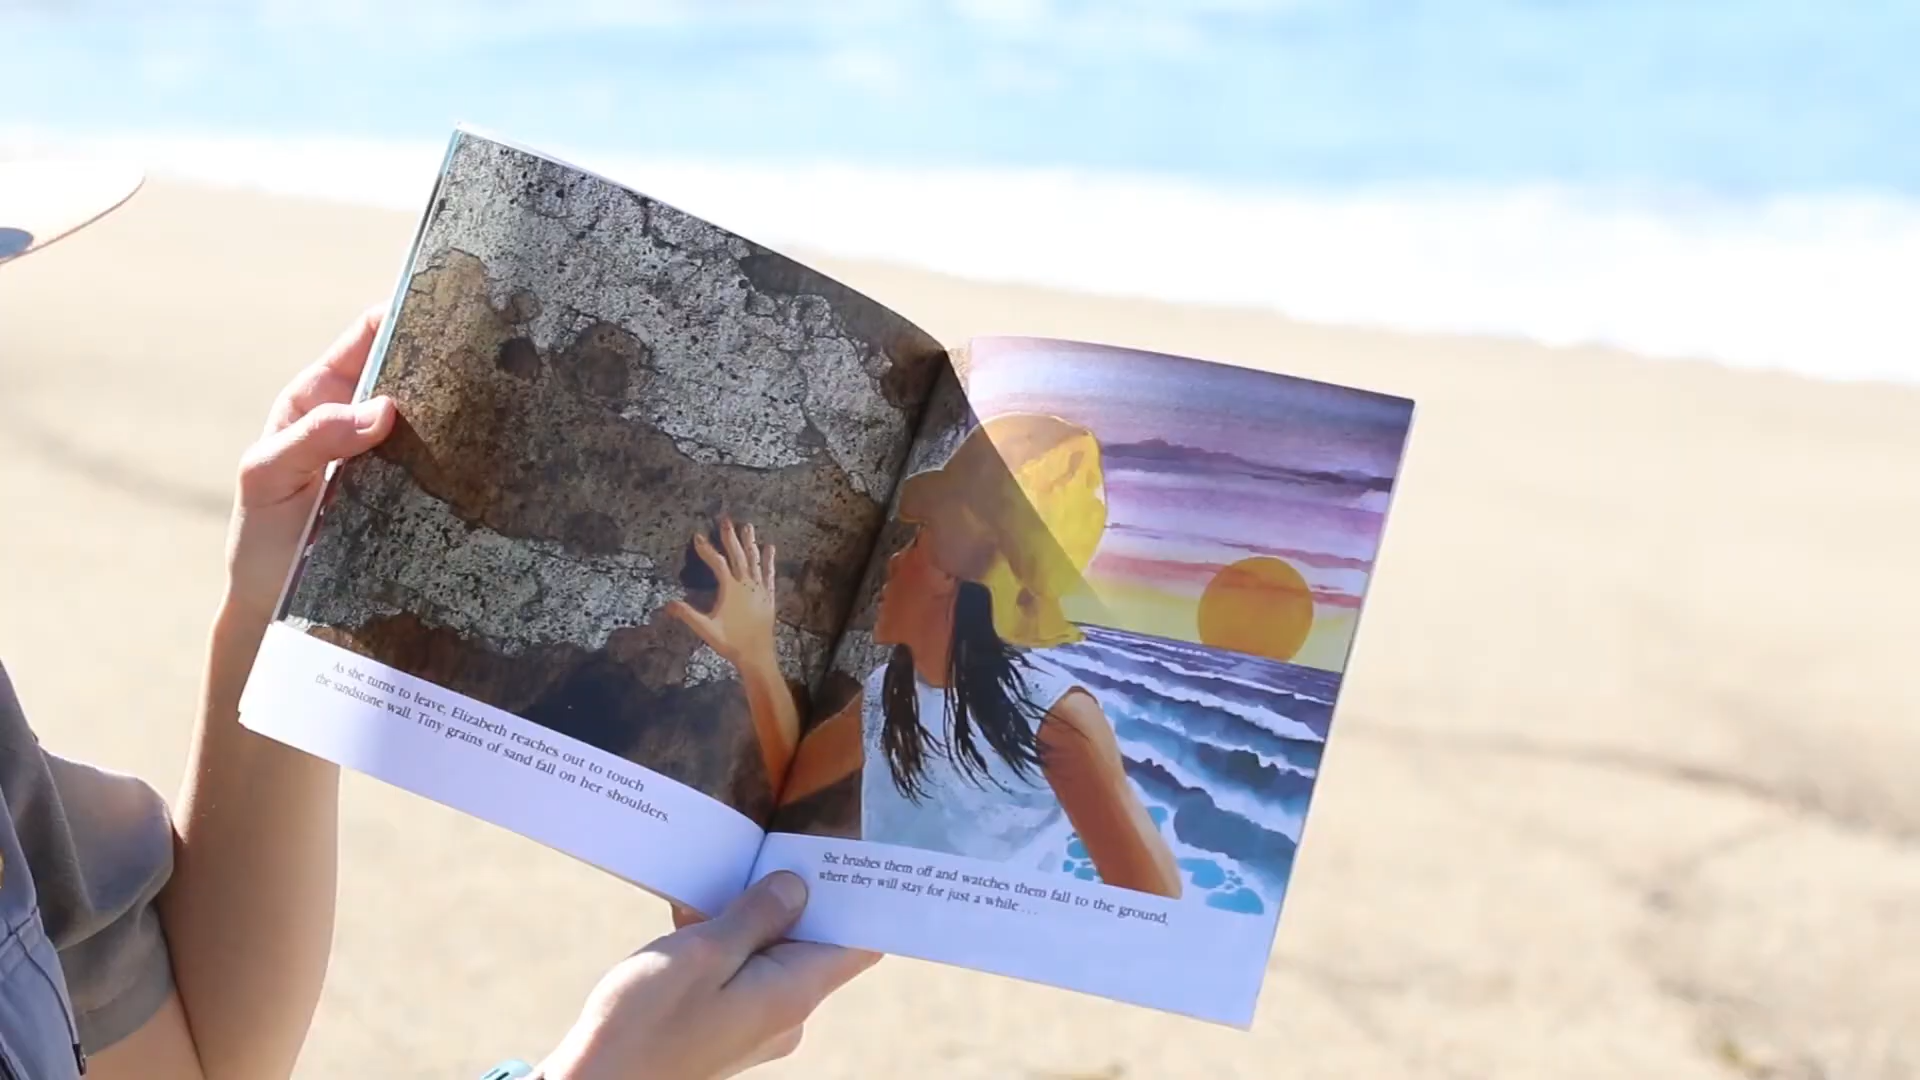 As she turns to leave, Elizabeth reaches out to touch
the sandstone wall. Tiny grains of sand fall on her shoulders.
She brushes them off and watches them fall to the ground,
where they will stay for just a while . . .